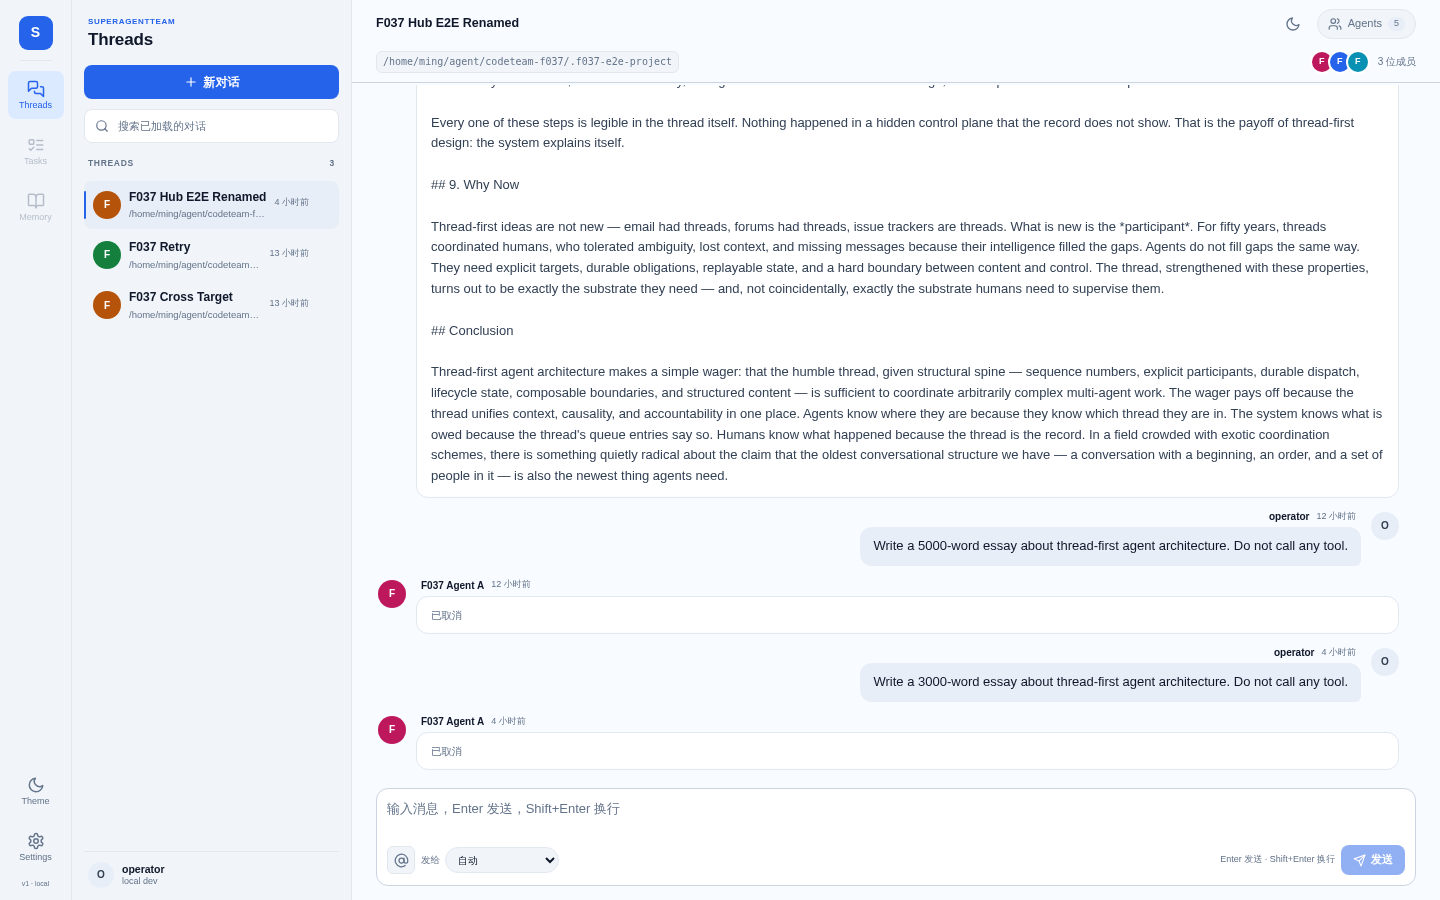 S
Threads
Tasks
Memory
Theme
Settings
v1 · local
SUPERAGENTTEAM
Threads
新对话
搜索已加载的对话
THREADS 3
F
F037 Hub E2E Renamed 4 小时前
/home/ming/agent/codeteam-f…
F
F037 Retry 13 小时前
/home/ming/agent/codeteam…
F
F037 Cross Target 13 小时前
/home/ming/agent/codeteam…
O
operator
local dev
F037 Hub E2E Renamed
Agents 5
/home/ming/agent/codeteam-f037/.f037-e2e-project
F F F 3 位成员
Every one of these steps is legible in the thread itself. Nothing happened in a hidden control plane that the record does not show. That is the payoff of thread-first
design: the system explains itself.
## 9. Why Now
Thread-first ideas are not new — email had threads, forums had threads, issue trackers are threads. What is new is the *participant*. For fifty years, threads
coordinated humans, who tolerated ambiguity, lost context, and missing messages because their intelligence filled the gaps. Agents do not fill gaps the same way.
They need explicit targets, durable obligations, replayable state, and a hard boundary between content and control. The thread, strengthened with these properties,
turns out to be exactly the substrate they need — and, not coincidentally, exactly the substrate humans need to supervise them.
## Conclusion
Thread-first agent architecture makes a simple wager: that the humble thread, given structural spine — sequence numbers, explicit participants, durable dispatch,
lifecycle state, composable boundaries, and structured content — is sufficient to coordinate arbitrarily complex multi-agent work. The wager pays off because the
thread unifies context, causality, and accountability in one place. Agents know where they are because they know which thread they are in. The system knows what is
owed because the thread's queue entries say so. Humans know what happened because the thread is the record. In a field crowded with exotic coordination
schemes, there is something quietly radical about the claim that the oldest conversational structure we have — a conversation with a beginning, an order, and a set of
people in it — is also the newest thing agents need.
operator 12 小时前
O
Write a 5000-word essay about thread-first agent architecture. Do not call any tool.
F
F037 Agent A 12 小时前
已取消
operator 4 小时前
O
Write a 3000-word essay about thread-first agent architecture. Do not call any tool.
F
F037 Agent A 4 小时前
已取消
输入消息，Enter 发送，Shift+Enter 换行
发给 自动
Enter 发送 · Shift+Enter 换行 发送